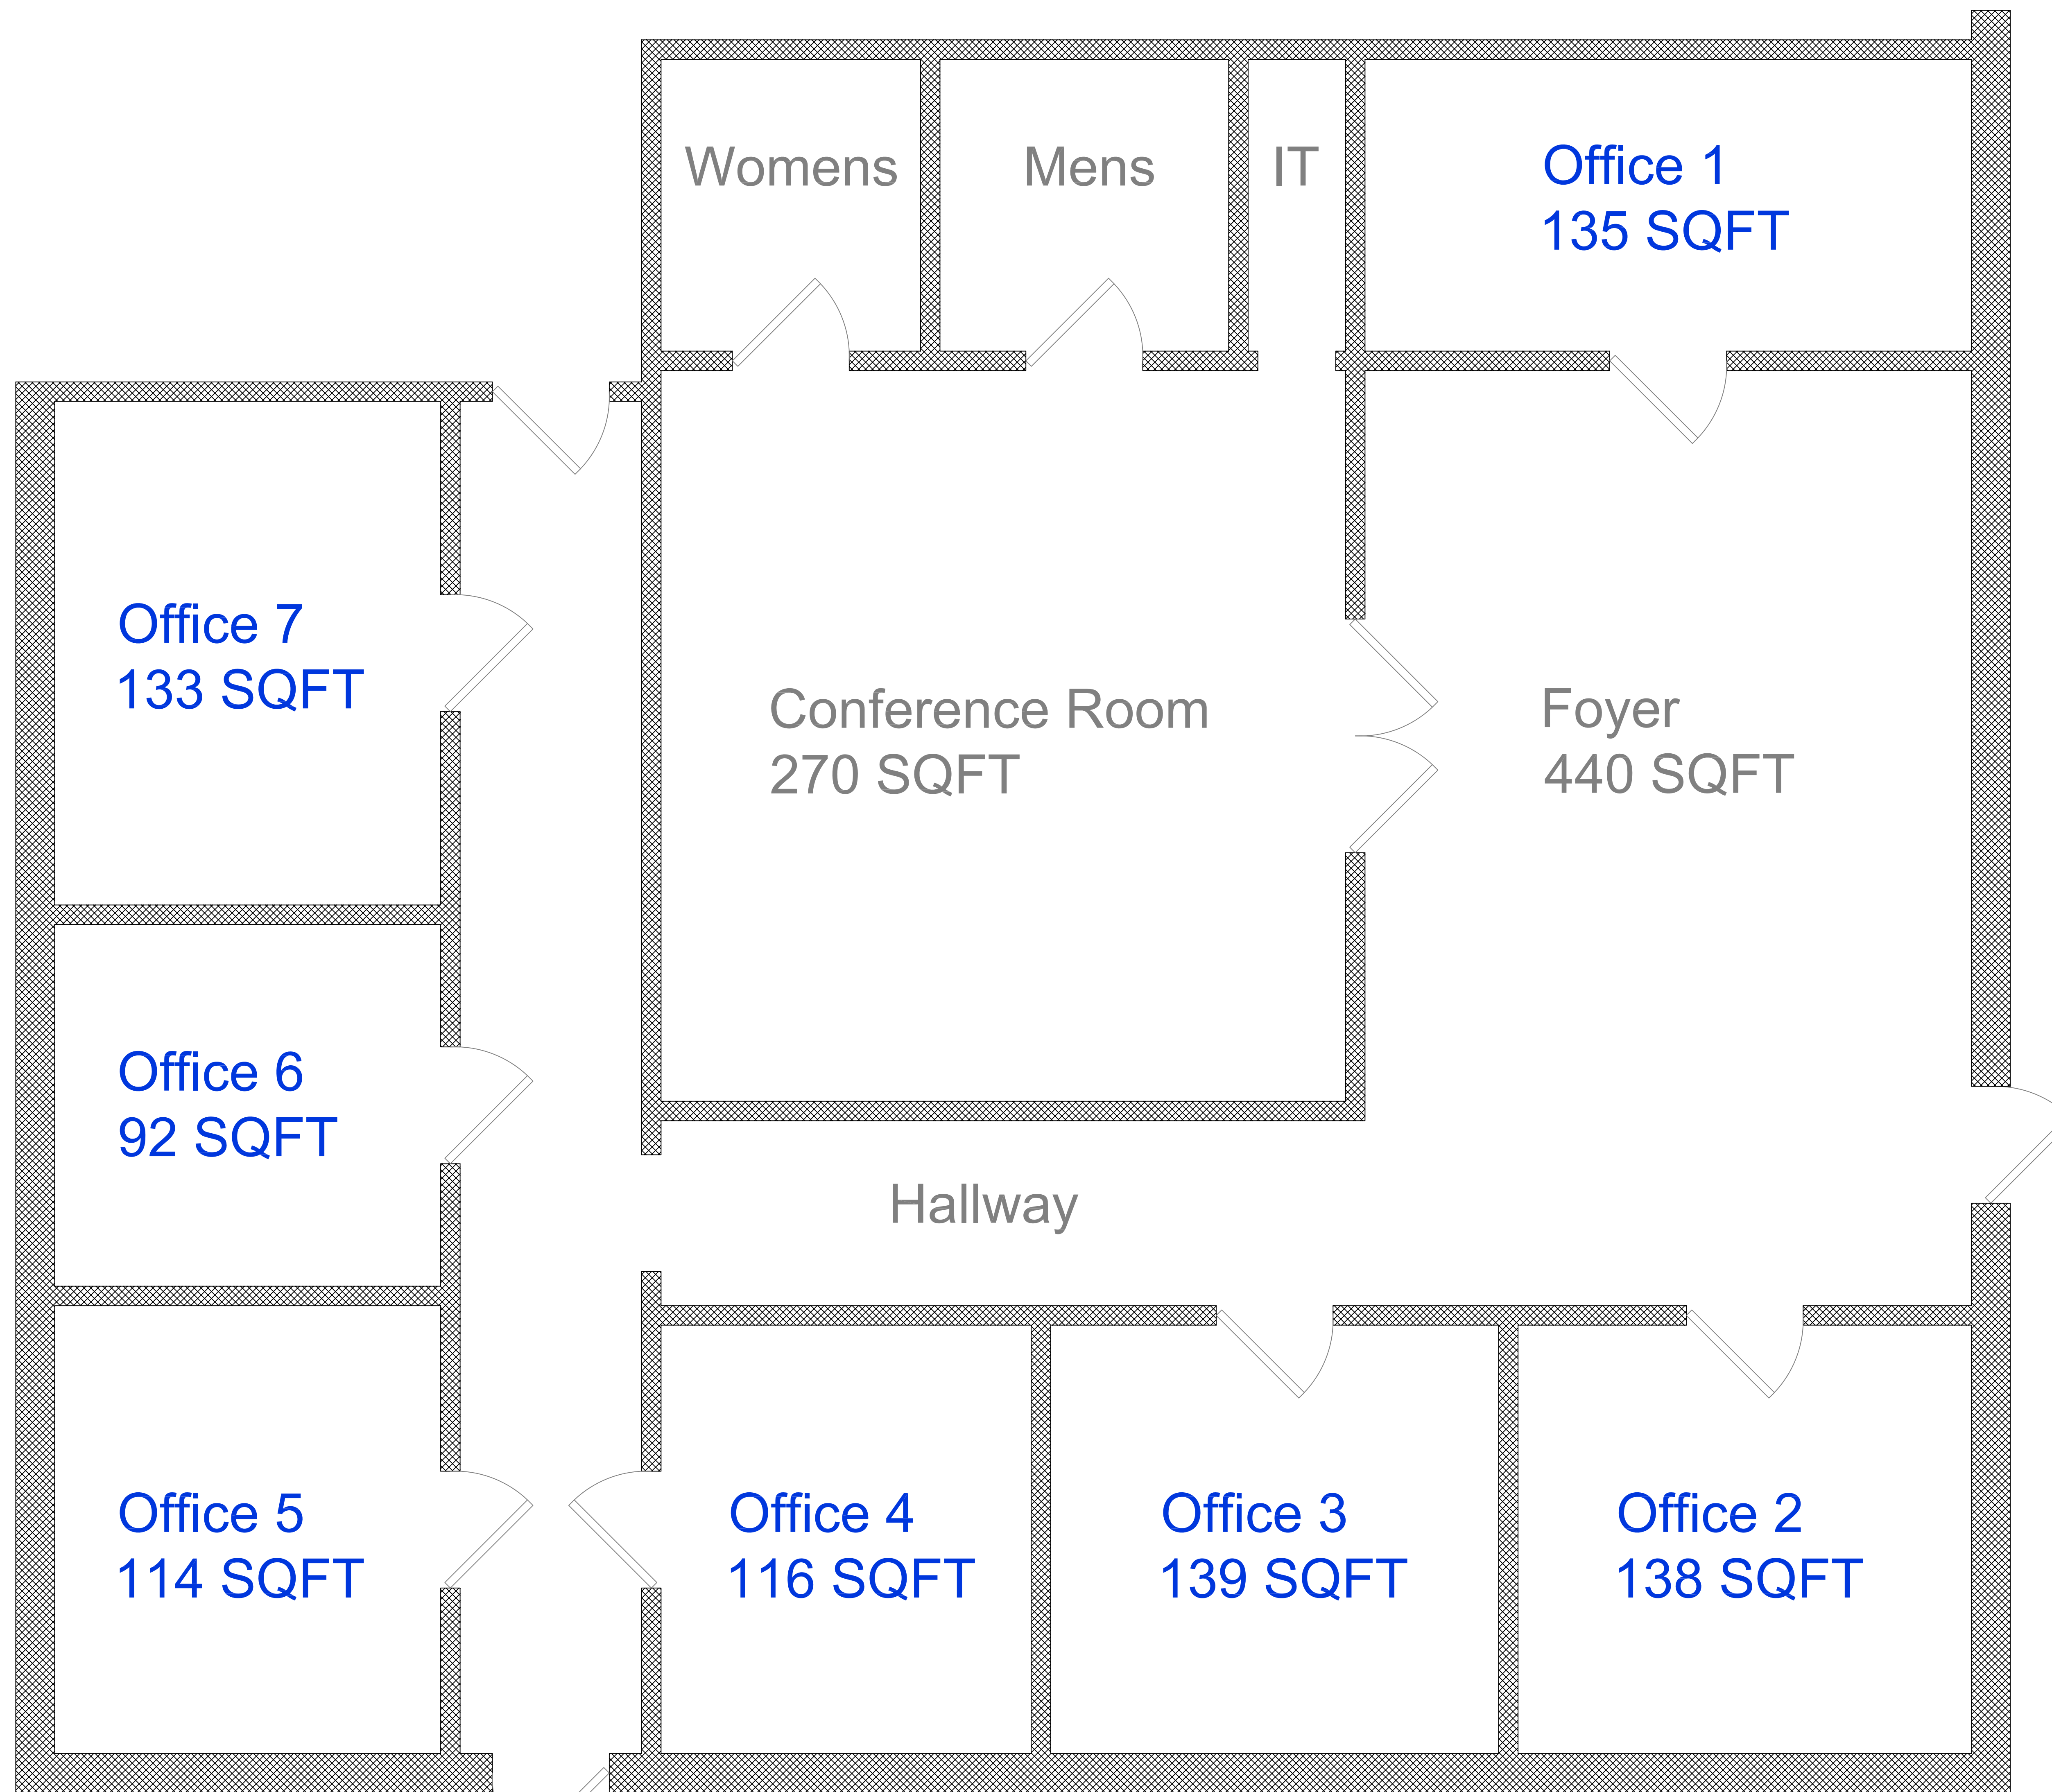 Womens
Mens
IT
Office 1
135 SQFT
Office 7
133 SQFT
Conference Room
270 SQFT
Foyer
440 SQFT
Office 6
92 SQFT
Hallway
Office 5
114 SQFT
Office 4
116 SQFT
Office 3
139 SQFT
Office 2
138 SQFT